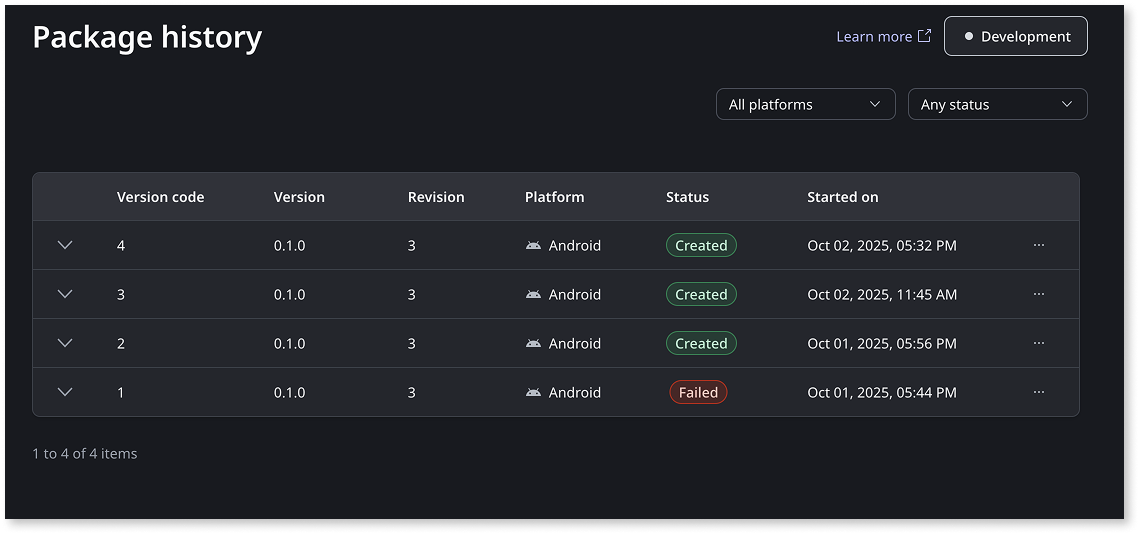 Package history
Learn more
Development
All platforms
Any status
Version code Version Revision Platform Status Started on
4 0.1.0 3 Android Created Oct 02, 2025, 05:32 PM ...
3 0.1.0 3 Android Created Oct 02, 2025, 11:45 AM ...
2 0.1.0 3 Android Created Oct 01, 2025, 05:56 PM ...
1 0.1.0 3 Android Failed Oct 01, 2025, 05:44 PM ...
1 to 4 of 4 items